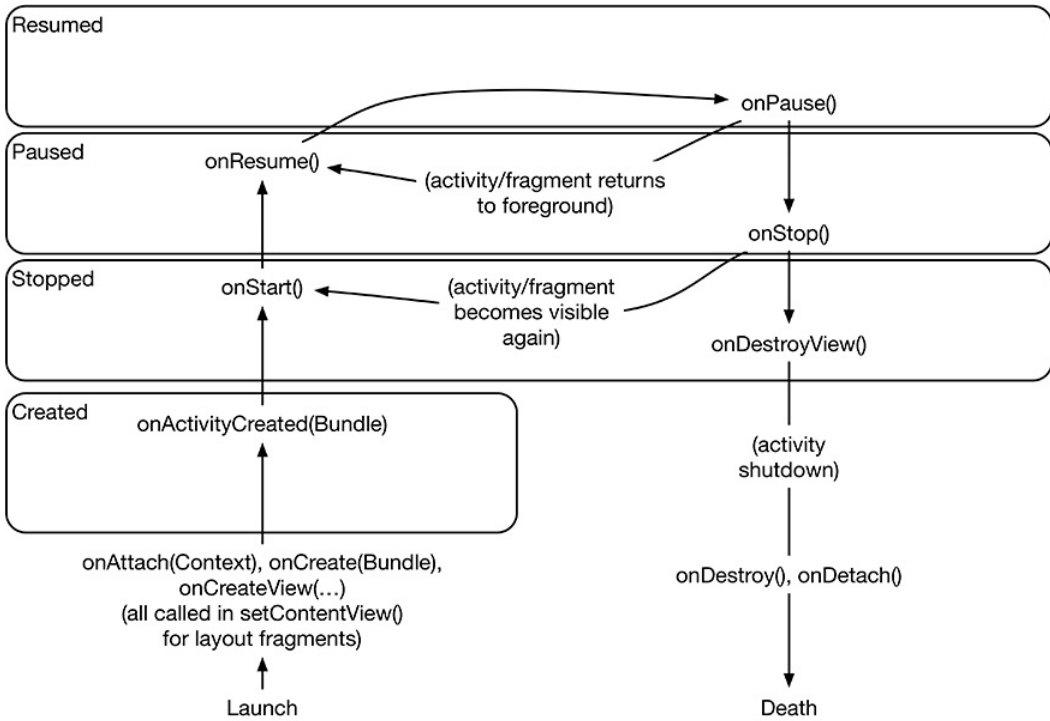 Resumed
onPause()
Paused
onResume()
(activity/fragment returns
to foreground)
onStop()
Stopped
onStart()
(activity/fragment
becomes visible
again)
onDestroyView()
Created
onActivityCreated(Bundle)
(activity
shutdown)
onAttach(Context), onCreate(Bundle),
onCreateView(…)
(all called in setContentView()
for layout fragments)
onDestroy(), onDetach()
Launch
Death